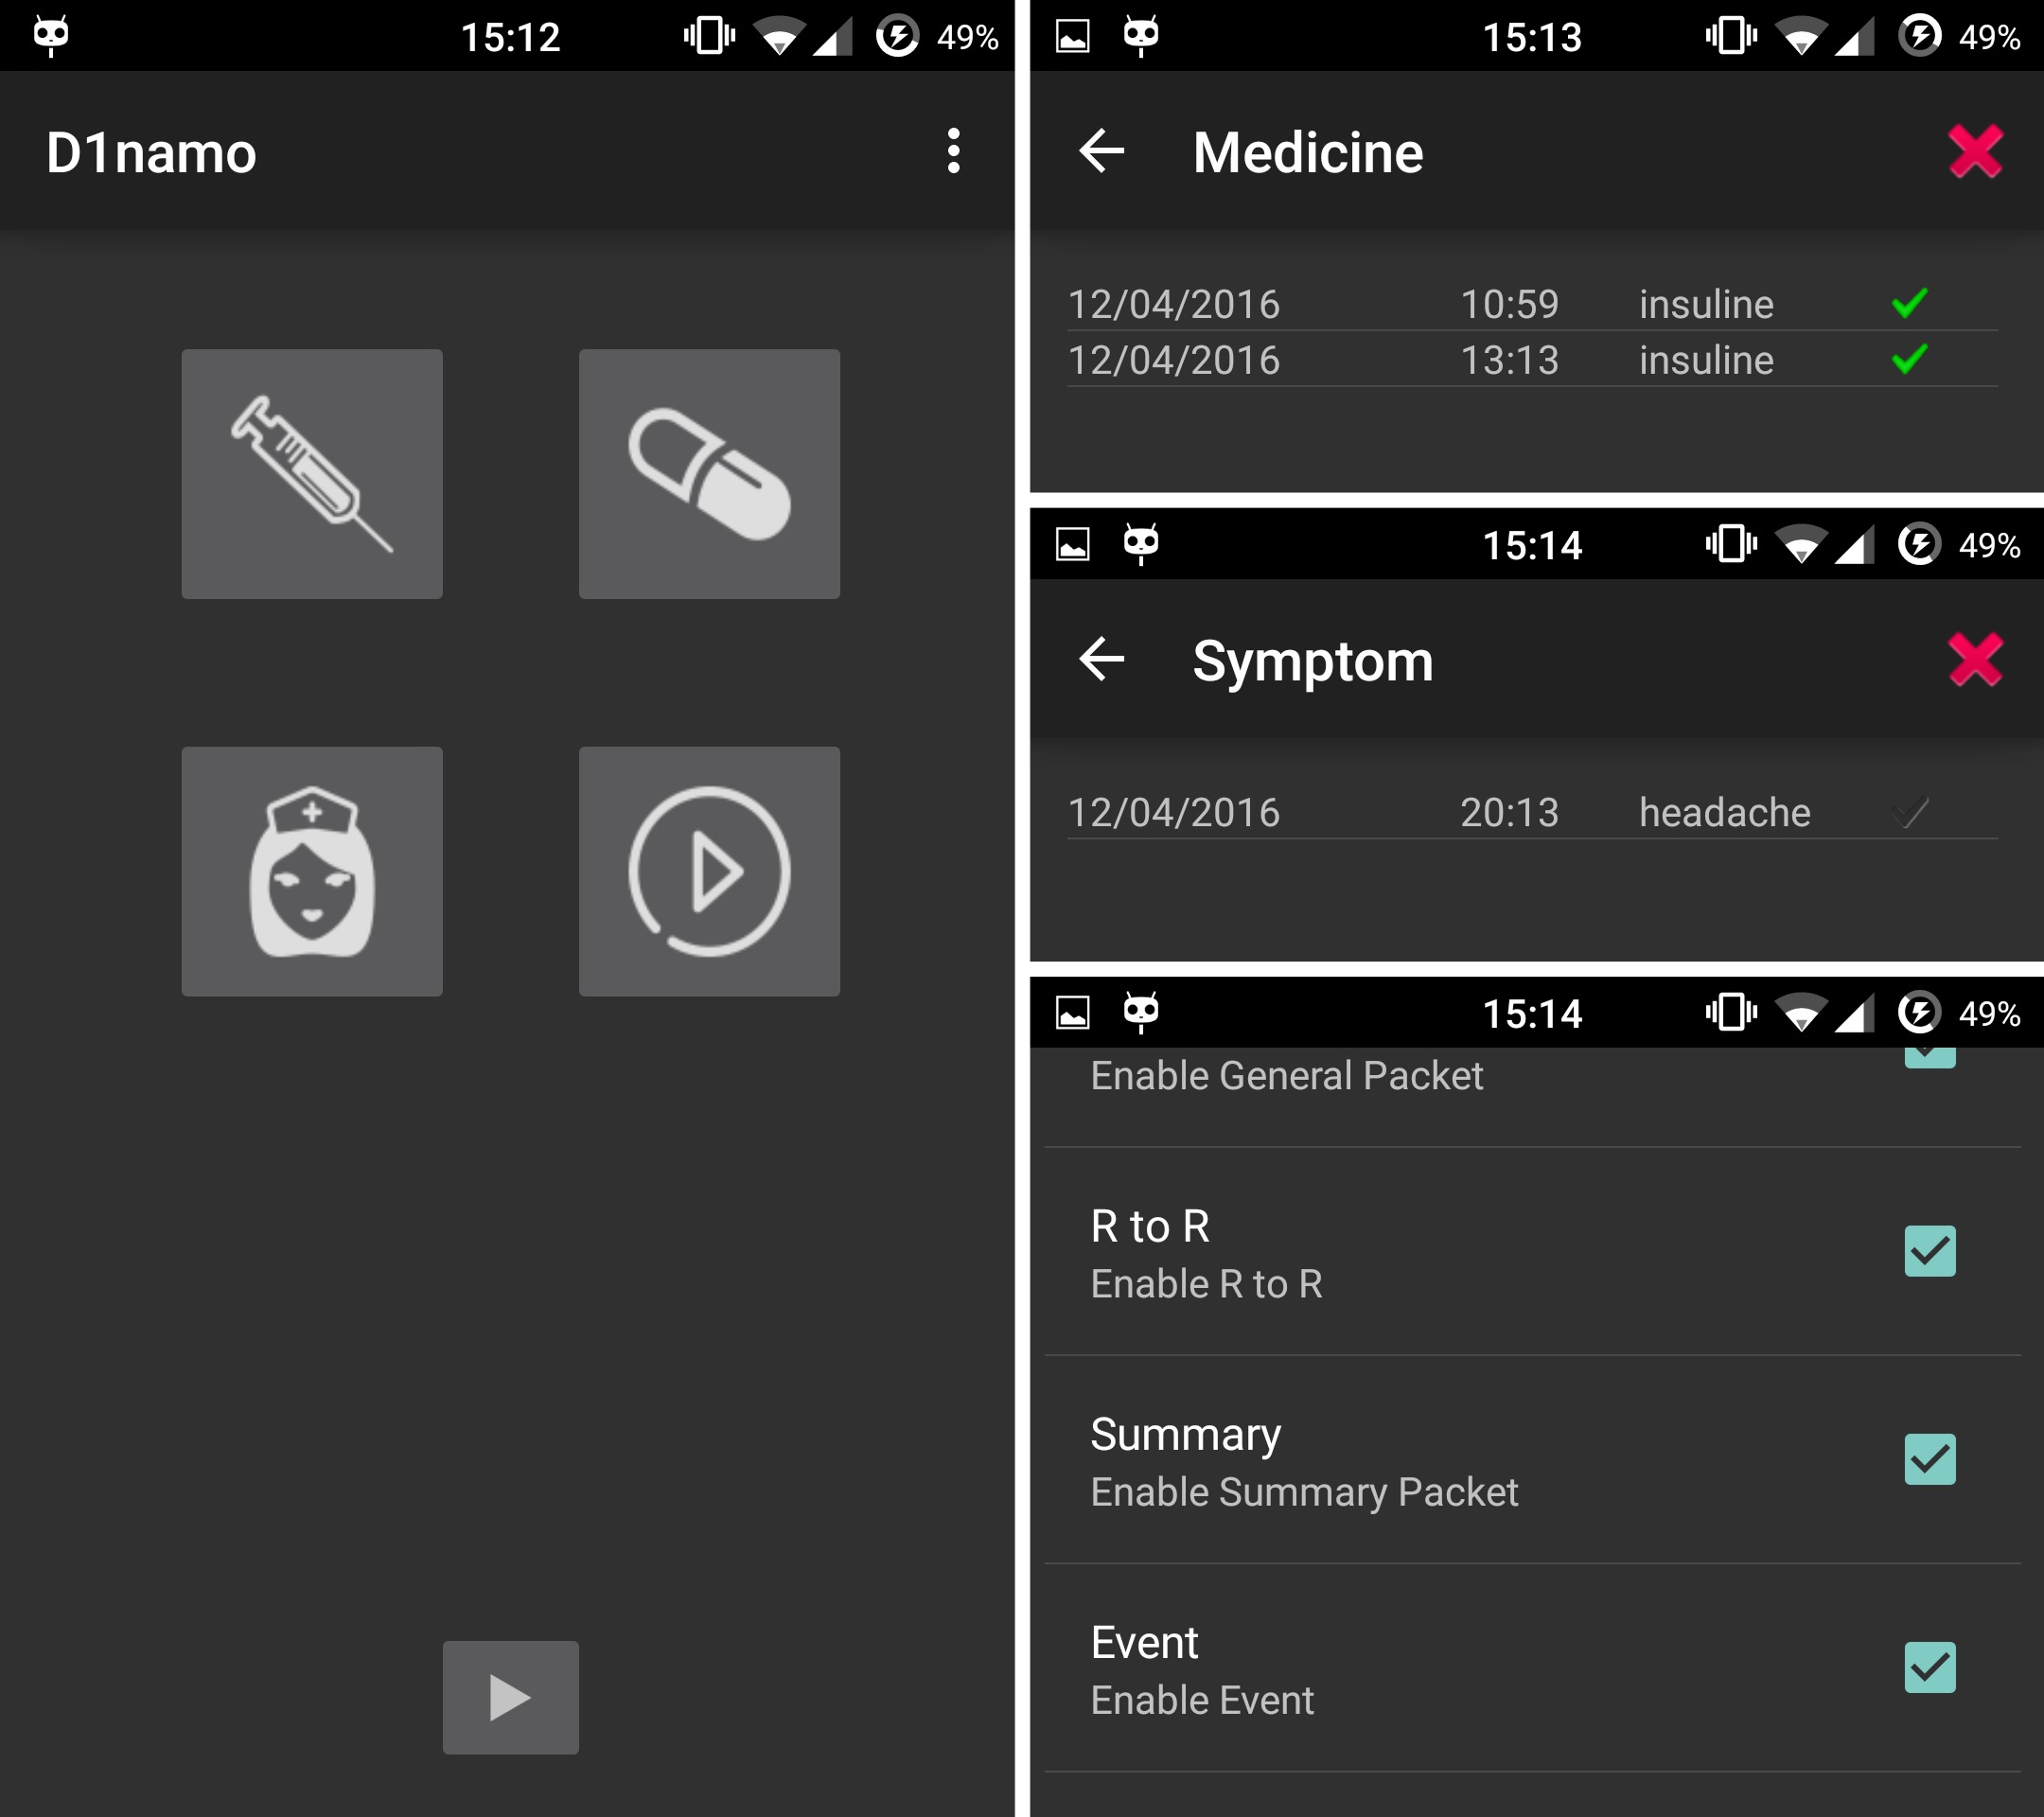 15:12 49%
D1namo
15:13 49%
Medicine
12/04/2016 10:59 insuline
12/04/2016 13:13 insuline
15:14 49%
Symptom
12/04/2016 20:13 headache
15:14 49%
Enable General Packet
R to R
Enable R to R
Summary
Enable Summary Packet
Event
Enable Event